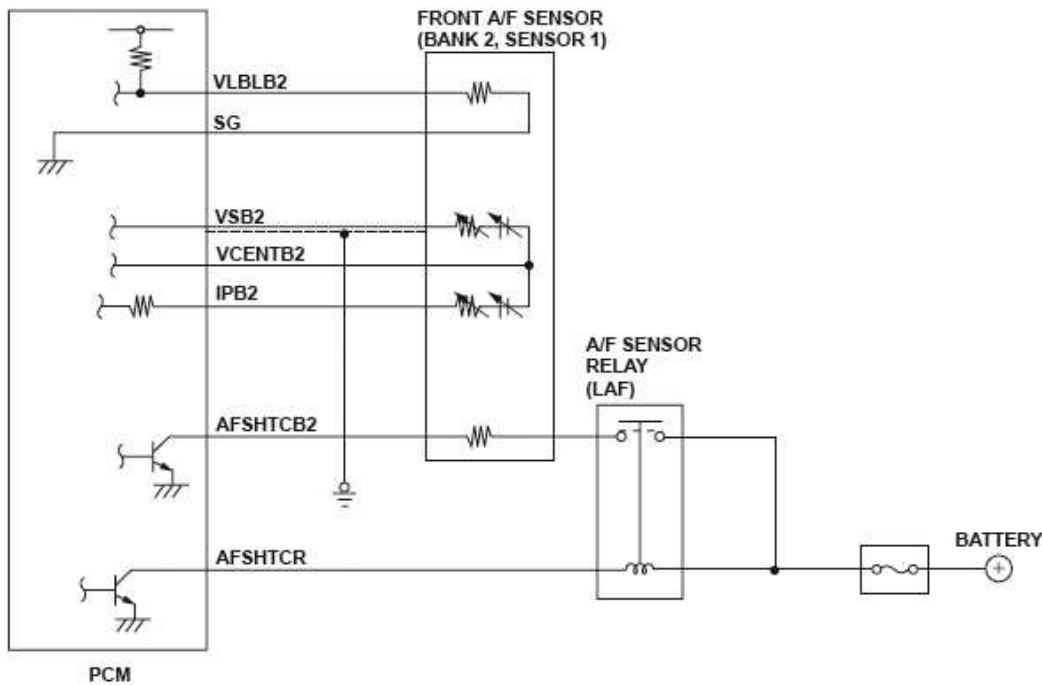 FRONT A/F SENSOR
(BANK 2, SENSOR 1)
VLBLB2
SG
VSB2
VCENTB2
IPB2
A/F SENSOR
RELAY
(LAF)
AFSHTCB2
BATTERY
AFSHTCR
PCM